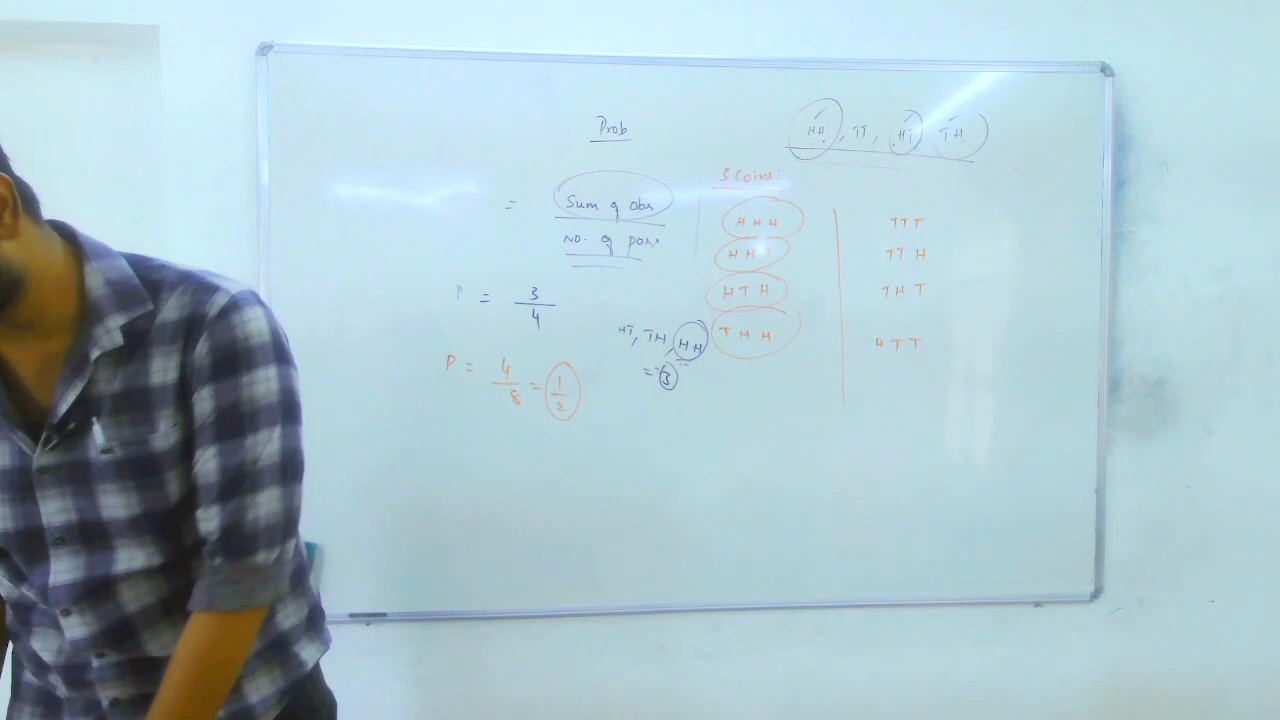 Prob
HH, TT, HT TH
= Sum of obs
No. of poss
P = 3
4
P = 4
8
= 1
2
HT, TH, HH
= 3
3 Coins:
HHH
HHT
HTH
THH
TTT
TTH
THT
HTT